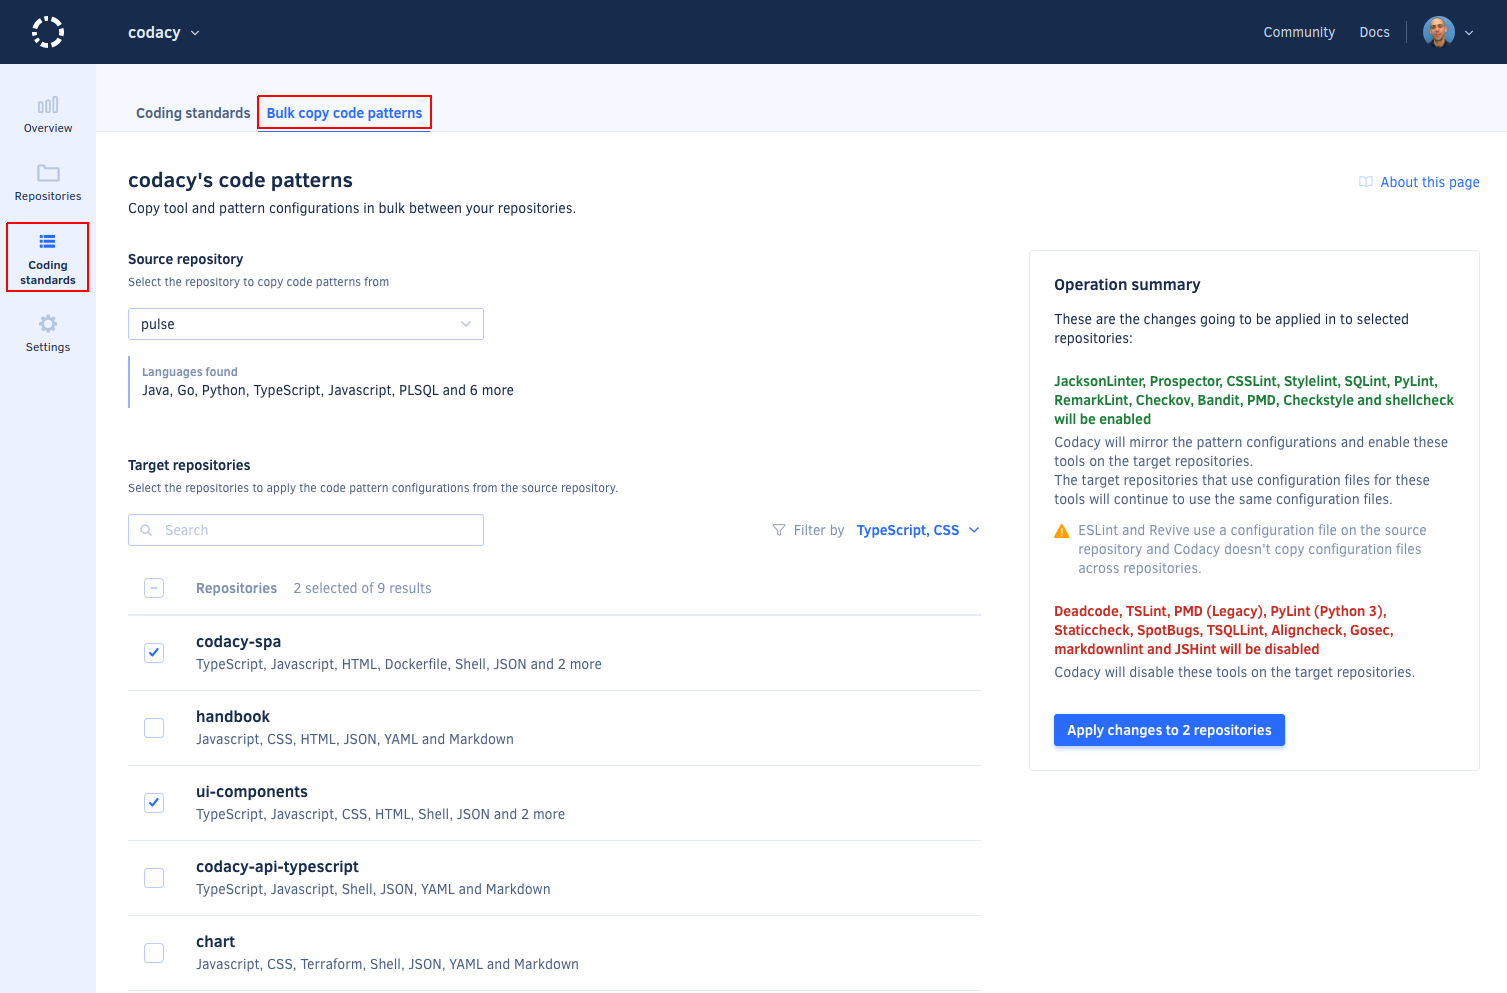 codacy
Community
Docs
Overview
Repositories
Coding
standards
Settings
Coding standards
Bulk copy code patterns
codacy's code patterns
Copy tool and pattern configurations in bulk between your repositories.
About this page
Source repository
Select the repository to copy code patterns from
pulse
Languages found
Java, Go, Python, TypeScript, Javascript, PLSQL and 6 more
Target repositories
Select the repositories to apply the code pattern configurations from the source repository.
Search
Filter by TypeScript, CSS
Repositories 2 selected of 9 results
codacy-spa
TypeScript, Javascript, HTML, Dockerfile, Shell, JSON and 2 more
handbook
Javascript, CSS, HTML, JSON, YAML and Markdown
ui-components
TypeScript, Javascript, CSS, HTML, Shell, JSON and 2 more
codacy-api-typescript
TypeScript, Javascript, Shell, JSON, YAML and Markdown
chart
Javascript, CSS, Terraform, Shell, JSON, YAML and Markdown
Operation summary
These are the changes going to be applied in to selected
repositories:
JacksonLinter, Prospector, CSSLint, Stylelint, SQLint, PyLint,
RemarkLint, Checkov, Bandit, PMD, Checkstyle and shellcheck
will be enabled
Codacy will mirror the pattern configurations and enable these
tools on the target repositories.
The target repositories that use configuration files for these
tools will continue to use the same configuration files.
ESLint and Revive use a configuration file on the source
repository and Codacy doesn't copy configuration files
across repositories.
Deadcode, TSLint, PMD (Legacy), PyLint (Python 3),
Staticcheck, SpotBugs, TSQLLint, Aligncheck, Gosec,
markdownlint and JSHint will be disabled
Codacy will disable these tools on the target repositories.
Apply changes to 2 repositories